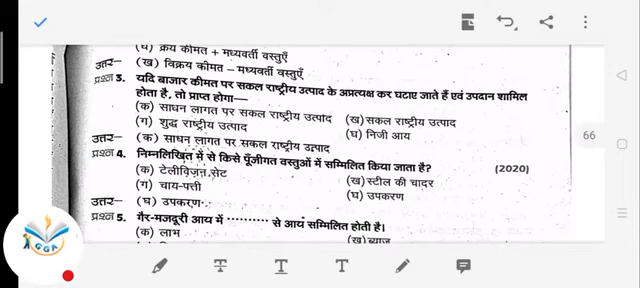 (घ) क्रय कीमत + मध्यवर्ती वस्तुएँ
उत्तर— (ख) विक्रय कीमत – मध्यवर्ती वस्तुएँ
प्रश्न 3. यदि बाजार कीमत पर सकल राष्ट्रीय उत्पाद के अप्रत्यक्ष कर घटाए जाते हैं एवं उपदान शामिल
होता है, तो प्राप्त होगा—
(क) साधन लागत पर सकल राष्ट्रीय उत्पाद (ख) सकल राष्ट्रीय उत्पाद
(ग) शुद्ध राष्ट्रीय उत्पाद (घ) निजी आय
उत्तर— (क) साधन लागत पर सकल राष्ट्रीय उत्पाद
प्रश्न 4. निम्नलिखित में से किसे पूँजीगत वस्तुओं में सम्मिलित किया जाता है? (2020)
(क) टेलीविज़न सेट (ख) स्टील की चादर
(ग) चाय-पत्ती (घ) उपकरण
उत्तर— (घ) उपकरण
प्रश्न 5. गैर-मजदूरी आय में ·········· से आय सम्मिलित होती है।
(क) लाभ (ख) ब्याज
66
GGA